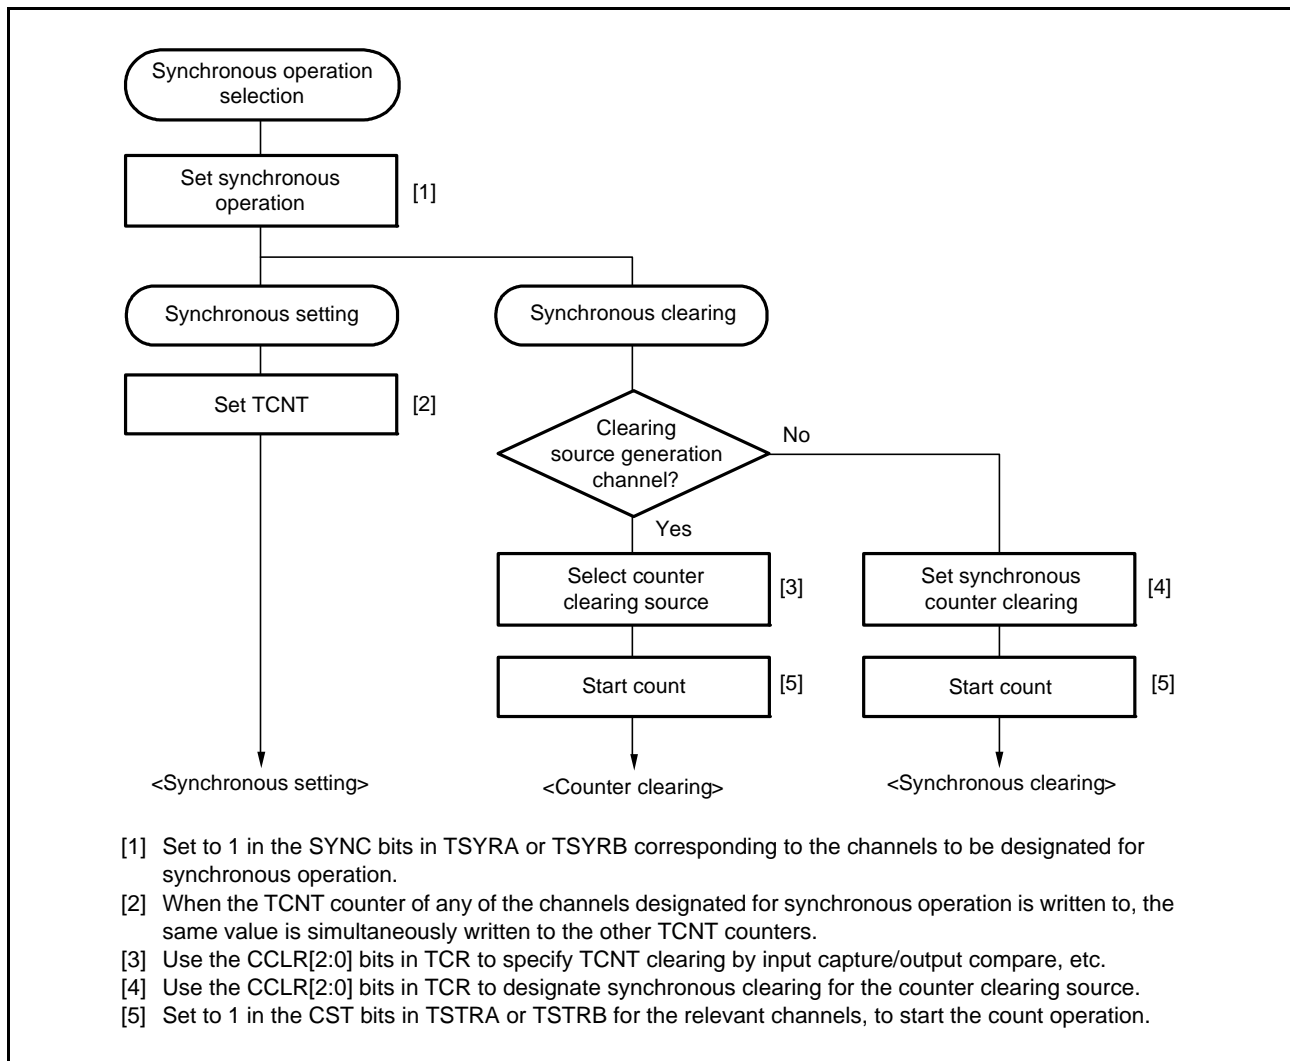 Synchronous operation
selection
Set synchronous
operation
[1]
Synchronous setting
Synchronous clearing
Set TCNT
[2]
Clearing
source generation
channel?
No
Yes
Select counter
clearing source
[3]
Set synchronous
counter clearing
[4]
Start count
[5]
Start count
[5]
<Synchronous setting>
<Counter clearing>
<Synchronous clearing>
[1] Set to 1 in the SYNC bits in TSYRA or TSYRB corresponding to the channels to be designated for
synchronous operation.
[2] When the TCNT counter of any of the channels designated for synchronous operation is written to, the
same value is simultaneously written to the other TCNT counters.
[3] Use the CCLR[2:0] bits in TCR to specify TCNT clearing by input capture/output compare, etc.
[4] Use the CCLR[2:0] bits in TCR to designate synchronous clearing for the counter clearing source.
[5] Set to 1 in the CST bits in TSTRA or TSTRB for the relevant channels, to start the count operation.